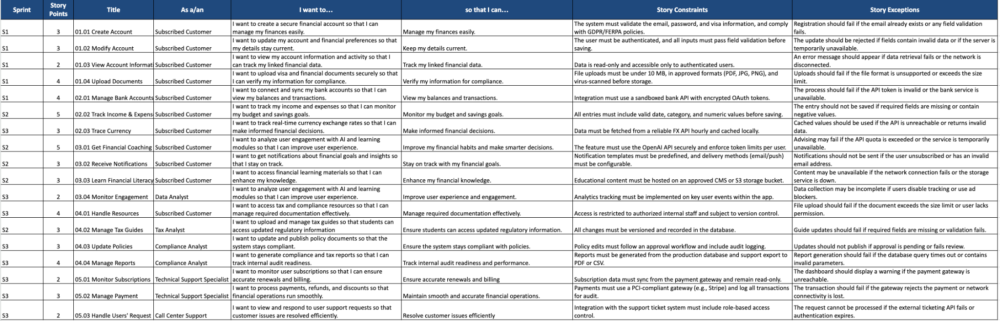 Sprint Story Points Title As a/an I want to... so that I can... Story Constraints Story Exceptions
S1 3 01.01 Create Account Subscribed Customer I want to create a secure financial account so that I can manage my finances easily. Manage my finances easily. The system must validate the email, password, and visa information, and comply with GDPR/FERPA policies. Registration should fail if the email already exists or any field validation fails.
S1 3 01.02 Modify Account Subscribed Customer I want to update my account and financial preferences so that my details stay current. Keep my details current. The user must be authenticated, and all inputs must pass field validation before saving. The update should be rejected if fields contain invalid data or if the server is temporarily unavailable.
S1 2 01.03 View Account Informati Subscribed Customer I want to view my account information and activity so that I can track my linked financial data. Track my linked financial data. Data is read-only and accessible only to authenticated users. An error message should appear if data retrieval fails or the network is disconnected.
S1 4 01.04 Upload Documents Subscribed Customer I want to upload visa and financial documents securely so that I can verify my information for compliance. Verify my information for compliance. File uploads must be under 10 MB, in approved formats (PDF, JPG, PNG), and virus-scanned before storage. Uploads should fail if the file format is unsupported or exceeds the size limit.
S1 4 02.01 Manage Bank Accounts Subscribed Customer I want to connect and sync my bank accounts so that I can view my balances and transactions. View my balances and transactions. Integration must use a sandboxed bank API with encrypted OAuth tokens. The process should fail if the API token is invalid or the bank service is unavailable.
S2 5 02.02 Track Income & Expens Subscribed Customer I want to track my income and expenses so that I can monitor my budget and savings goals. Monitor my budget and savings goals. All entries must include valid date, category, and numeric values before saving. The entry should not be saved if required fields are missing or contain negative values.
S3 3 02.03 Trace Currency Subscribed Customer I want to track real-time currency exchange rates so that I can make informed financial decisions. Make informed financial decisions. Data must be fetched from a reliable FX API hourly and cached locally. Cached values should be used if the API is unreachable or returns invalid data.
S2 5 03.01 Get Financial Coaching Subscribed Customer I want to analyze user engagement with AI and learning modules so that I can improve user experience. Improve my financial habits and make smarter decisions. The feature must use the OpenAI API securely and enforce token limits per user. Advising may fail if the API quota is exceeded or the service is temporarily unavailable.
S2 3 03.02 Receive Notifications Subscribed Customer I want to get notifications about financial goals and insights so that I stay on track. Stay on track with my financial goals. Notification templates must be predefined, and delivery methods (email/push) must be configurable. Notifications should not be sent if the user unsubscribed or has an invalid email address.
S2 3 03.03 Learn Financial Literacy Subscribed Customer I want to access financial learning materials so that I can enhance my knowledge. Enhance my financial knowledge. Educational content must be hosted on an approved CMS or S3 storage bucket. Content may be unavailable if the network connection fails or the storage service is down.
S3 2 03.04 Monitor Engagement Data Analyst I want to analyze user engagement with AI and learning modules so that I can improve user experience. Improve user experience and engagement. Analytics tracking must be implemented on key user events within the app. Data collection may be incomplete if users disable tracking or use ad blockers.
S3 4 04.01 Handle Resources Subscribed Customer I want to access tax and compliance resources so that I can manage required documentation effectively. Manage required documentation effectively. Access is restricted to authorized internal staff and subject to version control. File upload should fail if the document exceeds the size limit or user lacks permission.
S2 3 04.02 Manage Tax Guides Tax Analyst I want to upload and manage tax guides so that students can access updated regulatory information Ensure students can access updated regulatory information. All changes must be versioned and recorded in the database. Guide updates should fail if required fields are missing or validation fails.
S3 3 04.03 Update Policies Compliance Analyst I want to update and publish policy documents so that the system stays compliant. Ensure the system stays compliant with policies. Policy edits must follow an approval workflow and include audit logging. Updates should not publish if approval is pending or fails review.
S3 4 04.04 Manage Reports Compliance Analyst I want to generate compliance and tax reports so that I can track internal audit readiness. Track internal audit readiness and performance. Reports must be generated from the production database and support export to PDF or CSV. Report generation should fail if the database query times out or contains invalid parameters.
S3 2 05.01 Monitor Subscriptions Technical Support Specialist I want to monitor user subscriptions so that I can ensure accurate renewals and billing. Ensure accurate renewals and billing Subscription data must sync from the payment gateway and remain read-only. The dashboard should display a warning if the payment gateway is unreachable.
S3 3 05.02 Manage Payment Technical Support Specialist I want to process payments, refunds, and discounts so that financial operations run smoothly. Maintain smooth and accurate financial operations. Payments must use a PCI-compliant gateway (e.g., Stripe) and log all transactions for audit. The transaction should fail if the gateway rejects the payment or network connectivity is lost.
S3 2 05.03 Handle Users' Request Call Center Support I want to view and respond to user support requests so that customer issues are resolved efficiently. Resolve customer issues efficiently Integration with the support ticket system must include role-based access control. The request cannot be processed if the external ticketing API fails or authentication expires.